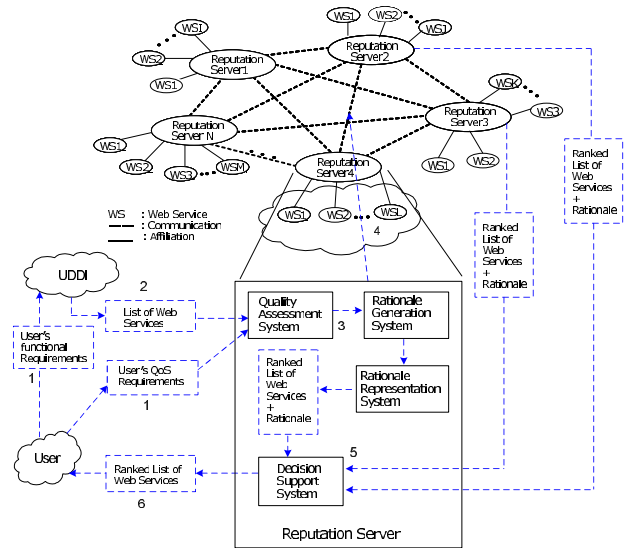 WSI
WS2
WS1
Reputation
Server1
WS1
WS2
WSJ
Reputation
Server2
WSK
WS3
Reputation
Server3
WS1
WS2
Reputation
Server N
WS1
WS2
WS3
WSM
Reputation
Server4
WS1
WS2
WSL
4
WS : Web Service
: Communication
: Affiliation
Ranked
List of
Web
Services
+
Rationale
Ranked
List of
Web
Services
+
Rationale
UDDI
2
List of Web
Services
User's
functional
Requirements
1
User's QoS
Requirements
1
Quality
Assessment
System
3
Rationale
Generation
System
Ranked
List of
Web
Services
+
Rationale
Rationale
Representation
System
User
Ranked List of
Web Services
6
Decision
Support
System
5
Reputation Server